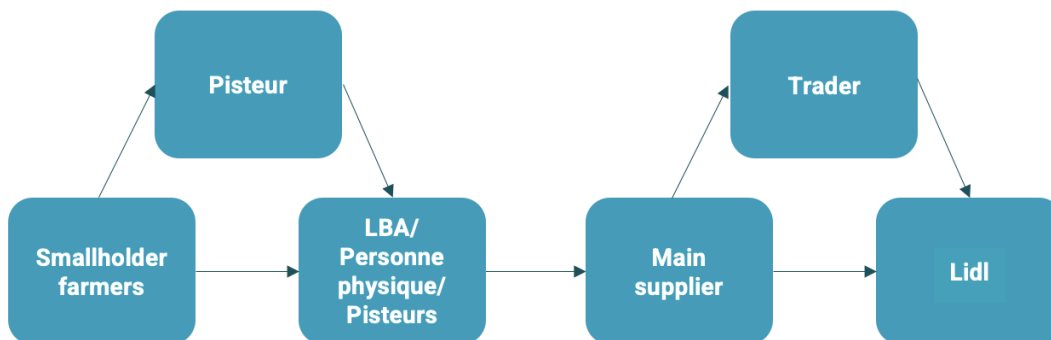 Pisteur
Trader
Smallholder
farmers
LBA/
Personne
physique/
Pisteurs
Main
supplier
Lidl